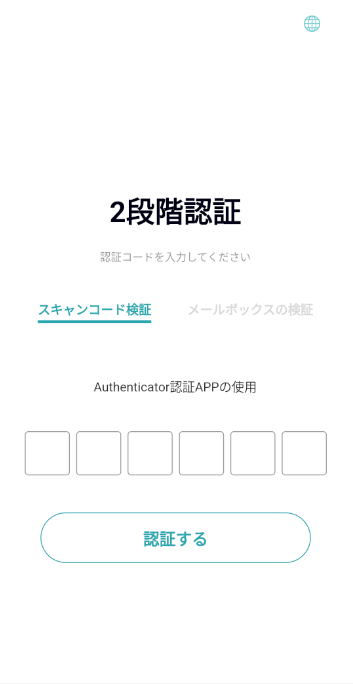 2段階認証
認証コードを入力してください
スキャンコード検証
メールボックスの検証
Authenticator認証APPの使用
認証する